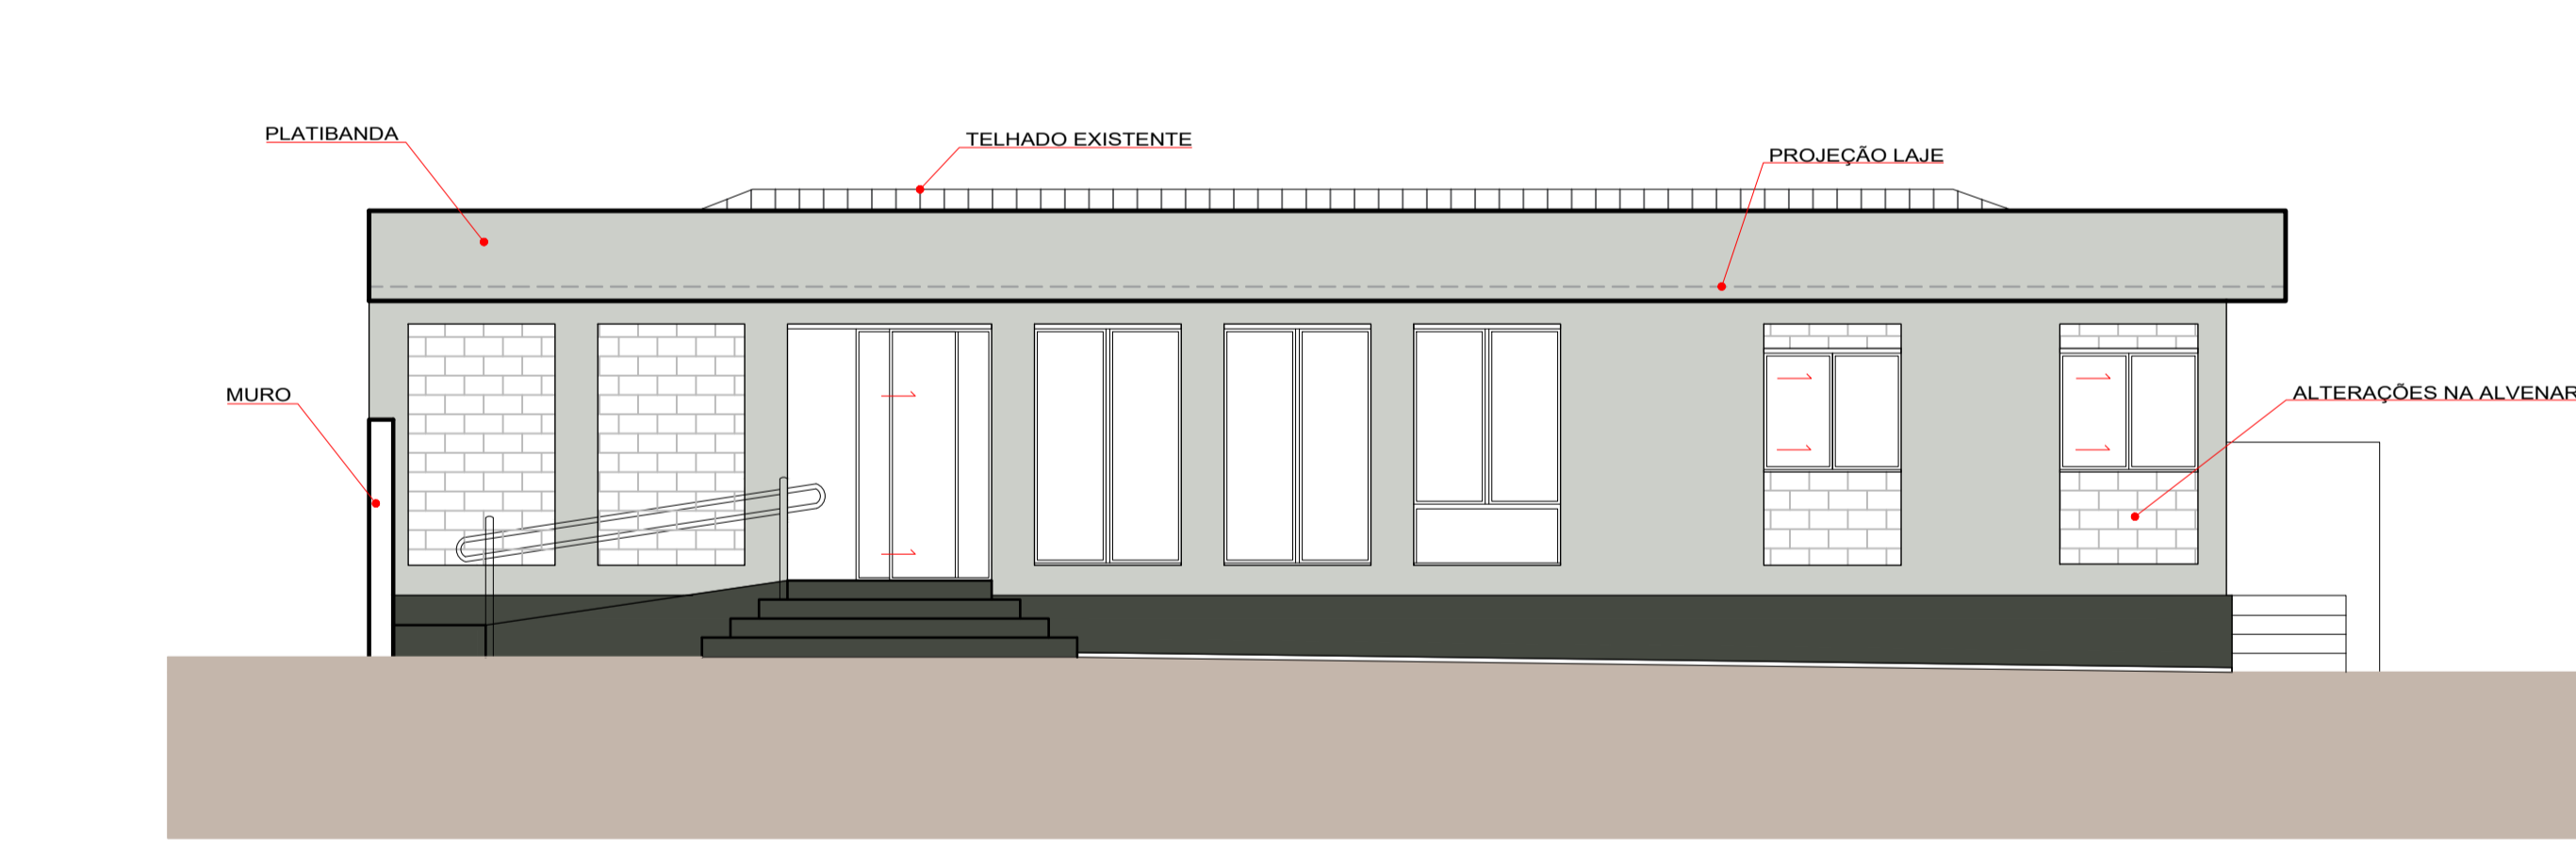 PLATIBANDA
TELHADO EXISTENTE
PROJEÇÃO LAJE
MURO
ALTERAÇÕES NA ALVENAR